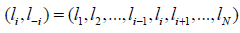 (l_i, l_{-i}) = (l_1, l_2, ..., l_{i-1}, l_i, l_{i+1}, ..., l_N)